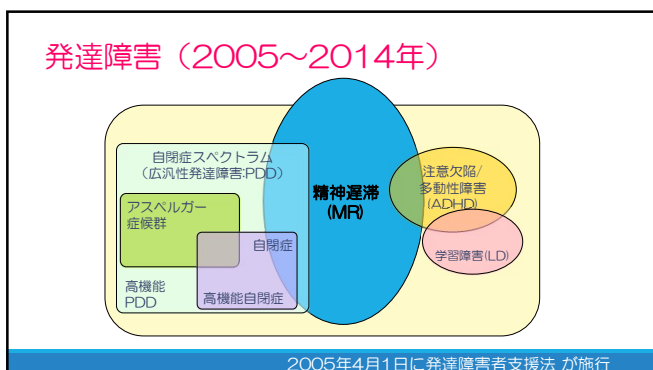 発達障害（2005～2014年）
自閉症スペクトラム
（広汎性発達障害:PDD）
アスペルガー
症候群
自閉症
高機能
PDD
高機能自閉症
精神遅滞
(MR)
注意欠陥/
多動性障害
(ADHD)
学習障害(LD)
2005年4月1日に発達障害者支援法 が施行